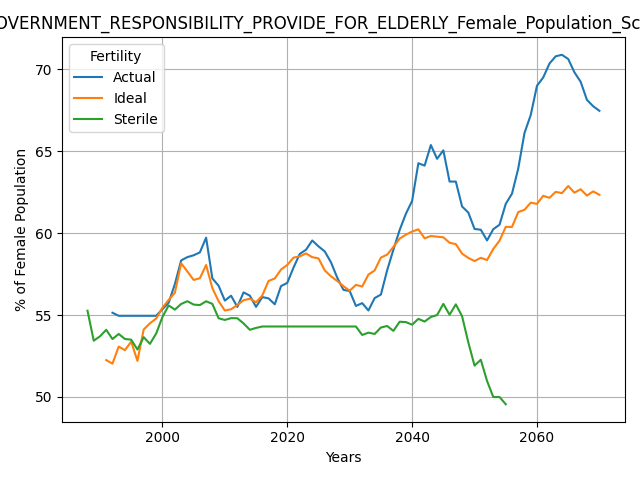 OVERNMENT_RESPONSIBILITY_PROVIDE_FOR_ELDERLY_Female_Population_Sc
Fertility
Actual
Ideal
Sterile
% of Female Population
70
65
60
55
50
2000 2020 2040 2060
Years